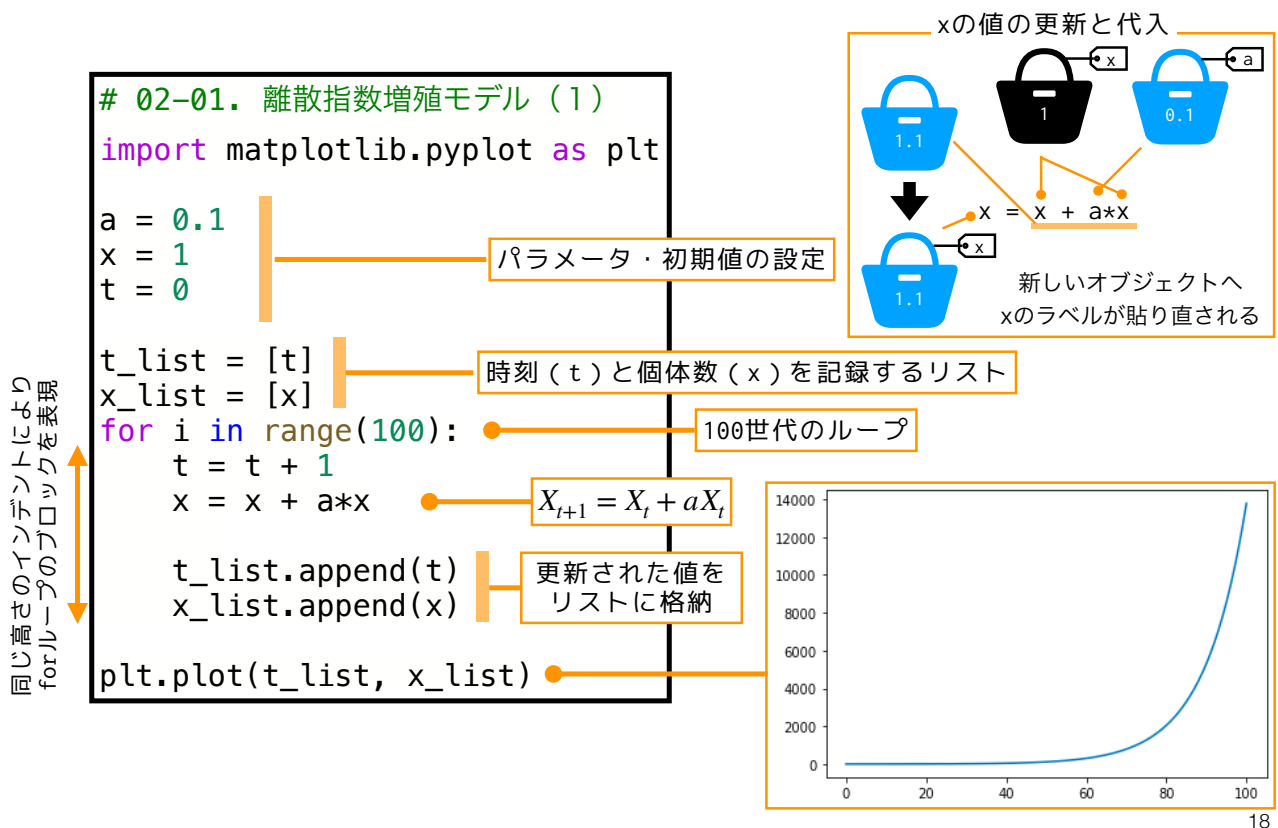 xの値の更新と代入
x
a
1.1
1
0.1
x = x + a*x
x
1.1
新しいオブジェクトへ
xのラベルが貼り直される
# 02-01. 離散指数増殖モデル（1）
import matplotlib.pyplot as plt
a = 0.1
x = 1
t = 0
パラメータ・初期値の設定
t_list = [t]
x_list = [x]
時刻(t)と個体数(x)を記録するリスト
for i in range(100):
100世代のループ
t = t + 1
x = x + a*x
X_{t+1} = X_t + aX_t
t_list.append(t)
x_list.append(x)
更新された値を
リストに格納
plt.plot(t_list, x_list)
同じ高さのインデントにより
forループのブロックを表現
14000
12000
10000
8000
6000
4000
2000
0
0 20 40 60 80 100
18